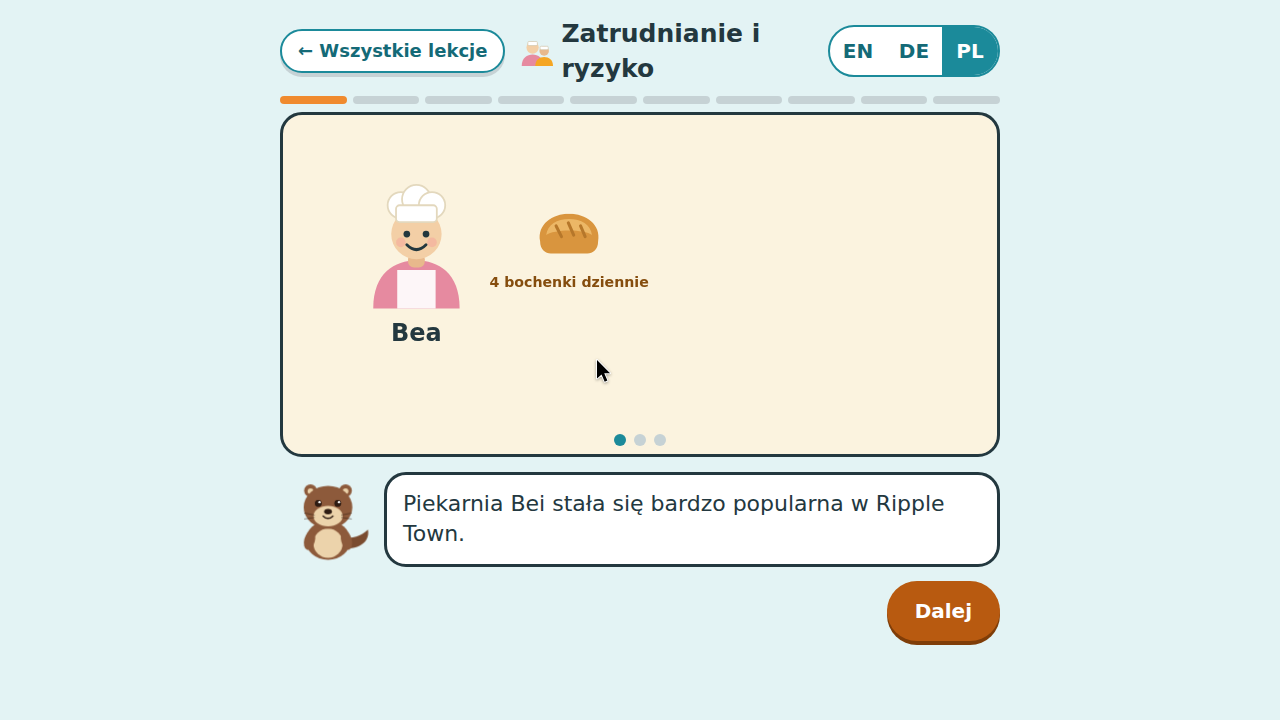 ← Wszystkie lekcje
Zatrudnianie i
ryzyko
EN DE PL
4 bochenki dziennie
Bea
Piekarnia Bei stała się bardzo popularna w Ripple
Town.
Dalej